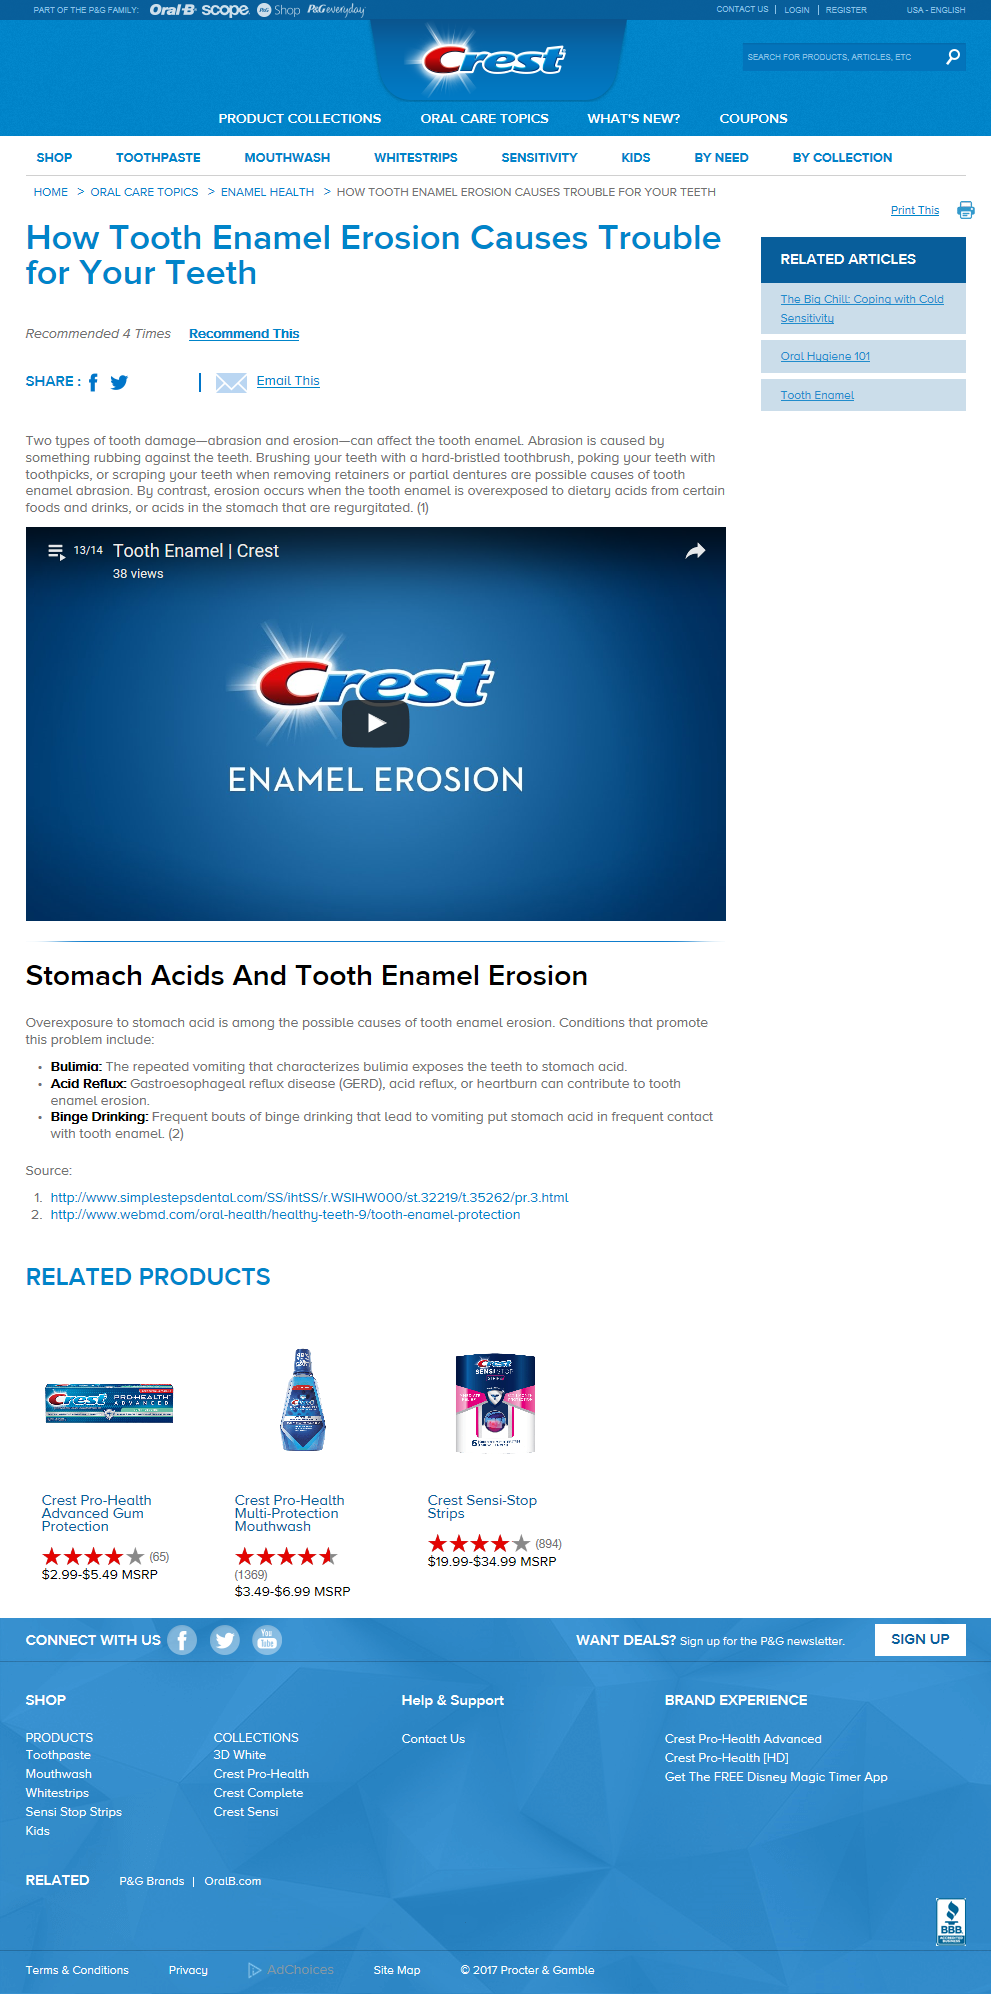 PART OF THE P&G FAMILY: Oral-B scope P&G Shop P&G everyday
CONTACT US | LOGIN | REGISTER USA - ENGLISH
Crest
SEARCH FOR PRODUCTS, ARTICLES, ETC
PRODUCT COLLECTIONS ORAL CARE TOPICS WHAT'S NEW? COUPONS
SHOP TOOTHPASTE MOUTHWASH WHITESTRIPS SENSITIVITY KIDS BY NEED BY COLLECTION
HOME > ORAL CARE TOPICS > ENAMEL HEALTH > HOW TOOTH ENAMEL EROSION CAUSES TROUBLE FOR YOUR TEETH
Print This
How Tooth Enamel Erosion Causes Trouble
for Your Teeth
RELATED ARTICLES
The Big Chill: Coping with Cold
Sensitivity
Oral Hygiene 101
Tooth Enamel
Recommended 4 Times Recommend This
SHARE : | Email This
Two types of tooth damage—abrasion and erosion—can affect the tooth enamel. Abrasion is caused by
something rubbing against the teeth. Brushing your teeth with a hard-bristled toothbrush, poking your teeth with
toothpicks, or scraping your teeth when removing retainers or partial dentures are possible causes of tooth
enamel abrasion. By contrast, erosion occurs when the tooth enamel is overexposed to dietary acids from certain
foods and drinks, or acids in the stomach that are regurgitated. (1)
13/14 Tooth Enamel | Crest
38 views
Crest
ENAMEL EROSION
Stomach Acids And Tooth Enamel Erosion
Overexposure to stomach acid is among the possible causes of tooth enamel erosion. Conditions that promote
this problem include:
• Bulimia: The repeated vomiting that characterizes bulimia exposes the teeth to stomach acid.
• Acid Reflux: Gastroesophageal reflux disease (GERD), acid reflux, or heartburn can contribute to tooth
enamel erosion.
• Binge Drinking: Frequent bouts of binge drinking that lead to vomiting put stomach acid in frequent contact
with tooth enamel. (2)
Source:
1. http://www.simplestepsdental.com/SS/ihtSS/r.WSIHW000/st.32219/t.35262/pr.3.html
2. http://www.webmd.com/oral-health/healthy-teeth-9/tooth-enamel-protection
RELATED PRODUCTS
Crest PRO-HEALTH
ADVANCED
Crest
Crest
SENSI-STOP
Crest Pro-Health
Advanced Gum
Protection
(65)
$2.99-$5.49 MSRP
Crest Pro-Health
Multi-Protection
Mouthwash
(1369)
$3.49-$6.99 MSRP
Crest Sensi-Stop
Strips
(894)
$19.99-$34.99 MSRP
CONNECT WITH US You Tube
WANT DEALS? Sign up for the P&G newsletter. SIGN UP
SHOP
PRODUCTS
Toothpaste
Mouthwash
Whitestrips
Sensi Stop Strips
Kids
COLLECTIONS
3D White
Crest Pro-Health
Crest Complete
Crest Sensi
Help & Support
Contact Us
BRAND EXPERIENCE
Crest Pro-Health Advanced
Crest Pro-Health [HD]
Get The FREE Disney Magic Timer App
RELATED P&G Brands | OralB.com
BBB
ACCREDITED
BUSINESS
Terms & Conditions Privacy AdChoices Site Map © 2017 Procter & Gamble